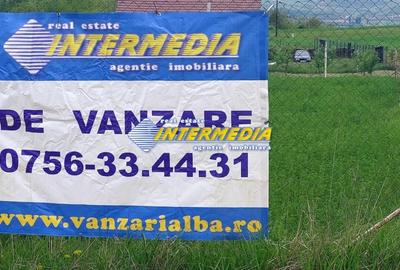 real estate
INTERMEDIA
agentie imobiliara
DE VANZARE
real estate
INTERMEDIA
agentie imobiliara
0756-33.44.31
www.vanzarialba.ro